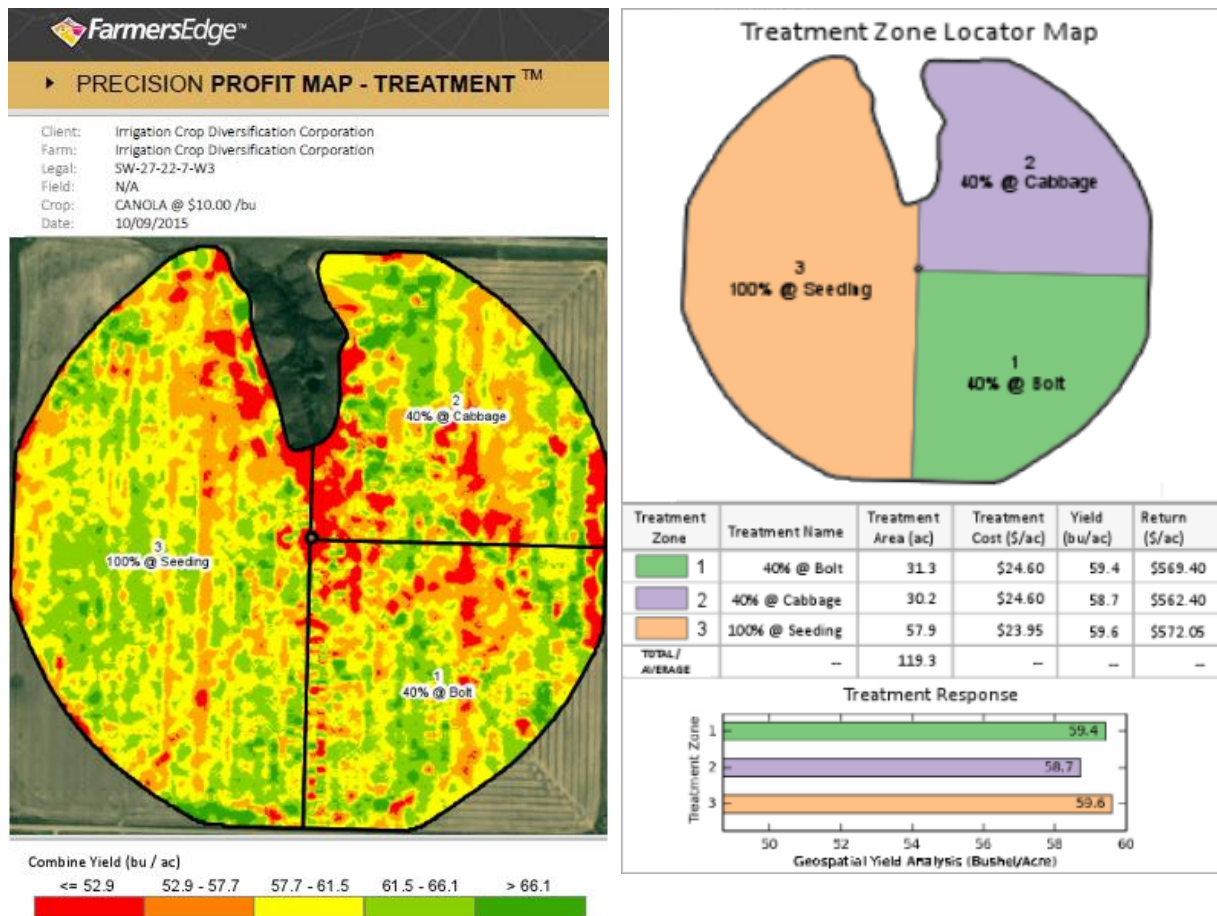 FarmersEdge™
PRECISION PROFIT MAP - TREATMENT ™
Client: Irrigation Crop Diversification Corporation
Farm: Irrigation Crop Diversification Corporation
Legal: SW-27-22-7-W3
Field: N/A
Crop: CANOLA @ $10.00 /bu
Date: 10/09/2015
2
40% @ Cabbage
3
100% @ Seeding
1
40% @ Bolt
Combine Yield (bu / ac)
<= 52.9 52.9 - 57.7 57.7 - 61.5 61.5 - 66.1 > 66.1
Treatment Zone Locator Map
2
40% @ Cabbage
3
100% @ Seeding
1
40% @ Bolt
Treatment Zone Treatment Name Treatment Area (ac) Treatment Cost ($/ac) Yield (bu/ac) Return ($/ac)
1 40% @ Bolt 31.3 $24.60 59.4 $569.40
2 40% @ Cabbage 30.2 $24.60 58.7 $562.40
3 100% @ Seeding 57.9 $23.95 59.6 $572.05
TOTAL / AVERAGE -- 119.3 -- -- --
Treatment Response
Treatment Zone
1 59.4
2 58.7
3 59.6
50 52 54 56 58 60
Geospatial Yield Analysis (Bushel/Acre)